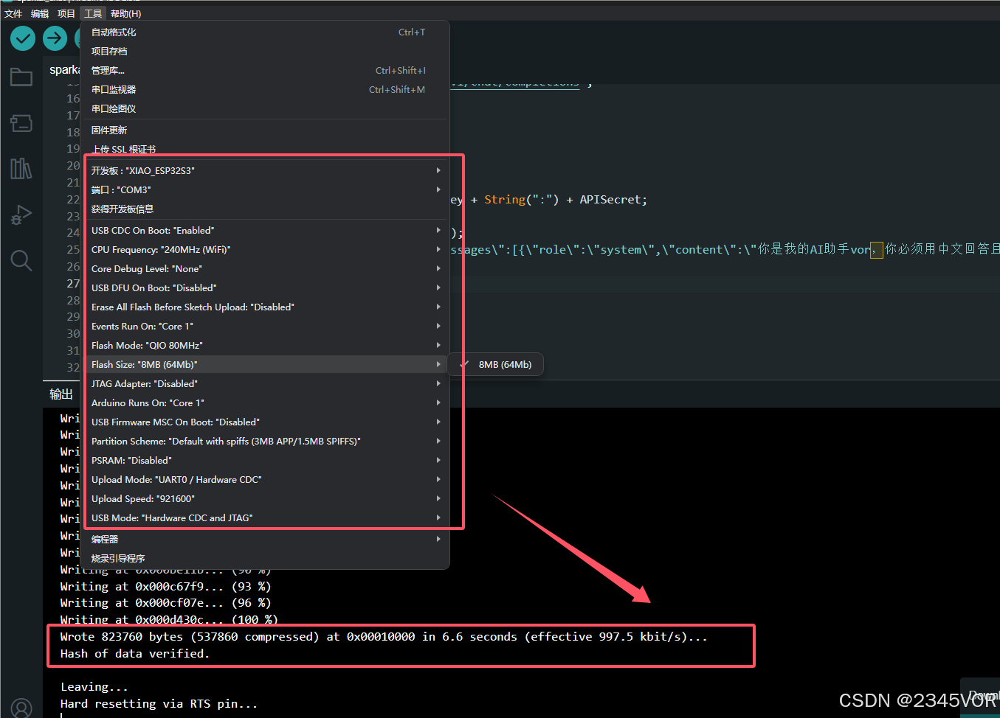 文件 编辑 项目 工具 帮助(H)
自动格式化 Ctrl+T
项目存档
管理库... Ctrl+Shift+I
串口监视器 Ctrl+Shift+M
串口绘图仪
固件更新
上传 SSL 根证书
开发板 : "XIAO_ESP32S3"
端口 : "COM3"
获得开发板信息
USB CDC On Boot: "Enabled"
CPU Frequency: "240MHz (WiFi)"
Core Debug Level: "None"
USB DFU On Boot: "Disabled"
Erase All Flash Before Sketch Upload: "Disabled"
Events Run On: "Core 1"
Flash Mode: "QIO 80MHz"
Flash Size: "8MB (64Mb)"
8MB (64Mb)
JTAG Adapter: "Disabled"
Arduino Runs On: "Core 1"
USB Firmware MSC On Boot: "Disabled"
Partition Scheme: "Default with spiffs (3MB APP/1.5MB SPIFFS)"
PSRAM: "Disabled"
Upload Mode: "UART0 / Hardware CDC"
Upload Speed: "921600"
USB Mode: "Hardware CDC and JTAG"
编程器
烧录引导程序
sparka
16
17
18
19
20
21
22 ey + String(":") + APISecret;
23
24 );
25 ssages\":[{\"role\":\"system\",\"content\":\"你是我的AI助手vor，你必须用中文回答且
26
27
28
29
30
31
32
输出
Wri
Wri
Wri
Wri
Wri
Wri
Wri
Wri
Wri
Writing at 0x000be11b... (90 %)
Writing at 0x000c67f9... (93 %)
Writing at 0x000cf07e... (96 %)
Writing at 0x000d430c... (100 %)
Wrote 823760 bytes (537860 compressed) at 0x00010000 in 6.6 seconds (effective 997.5 kbit/s)...
Hash of data verified.
Leaving...
Hard resetting via RTS pin...
CSDN @2345VOR